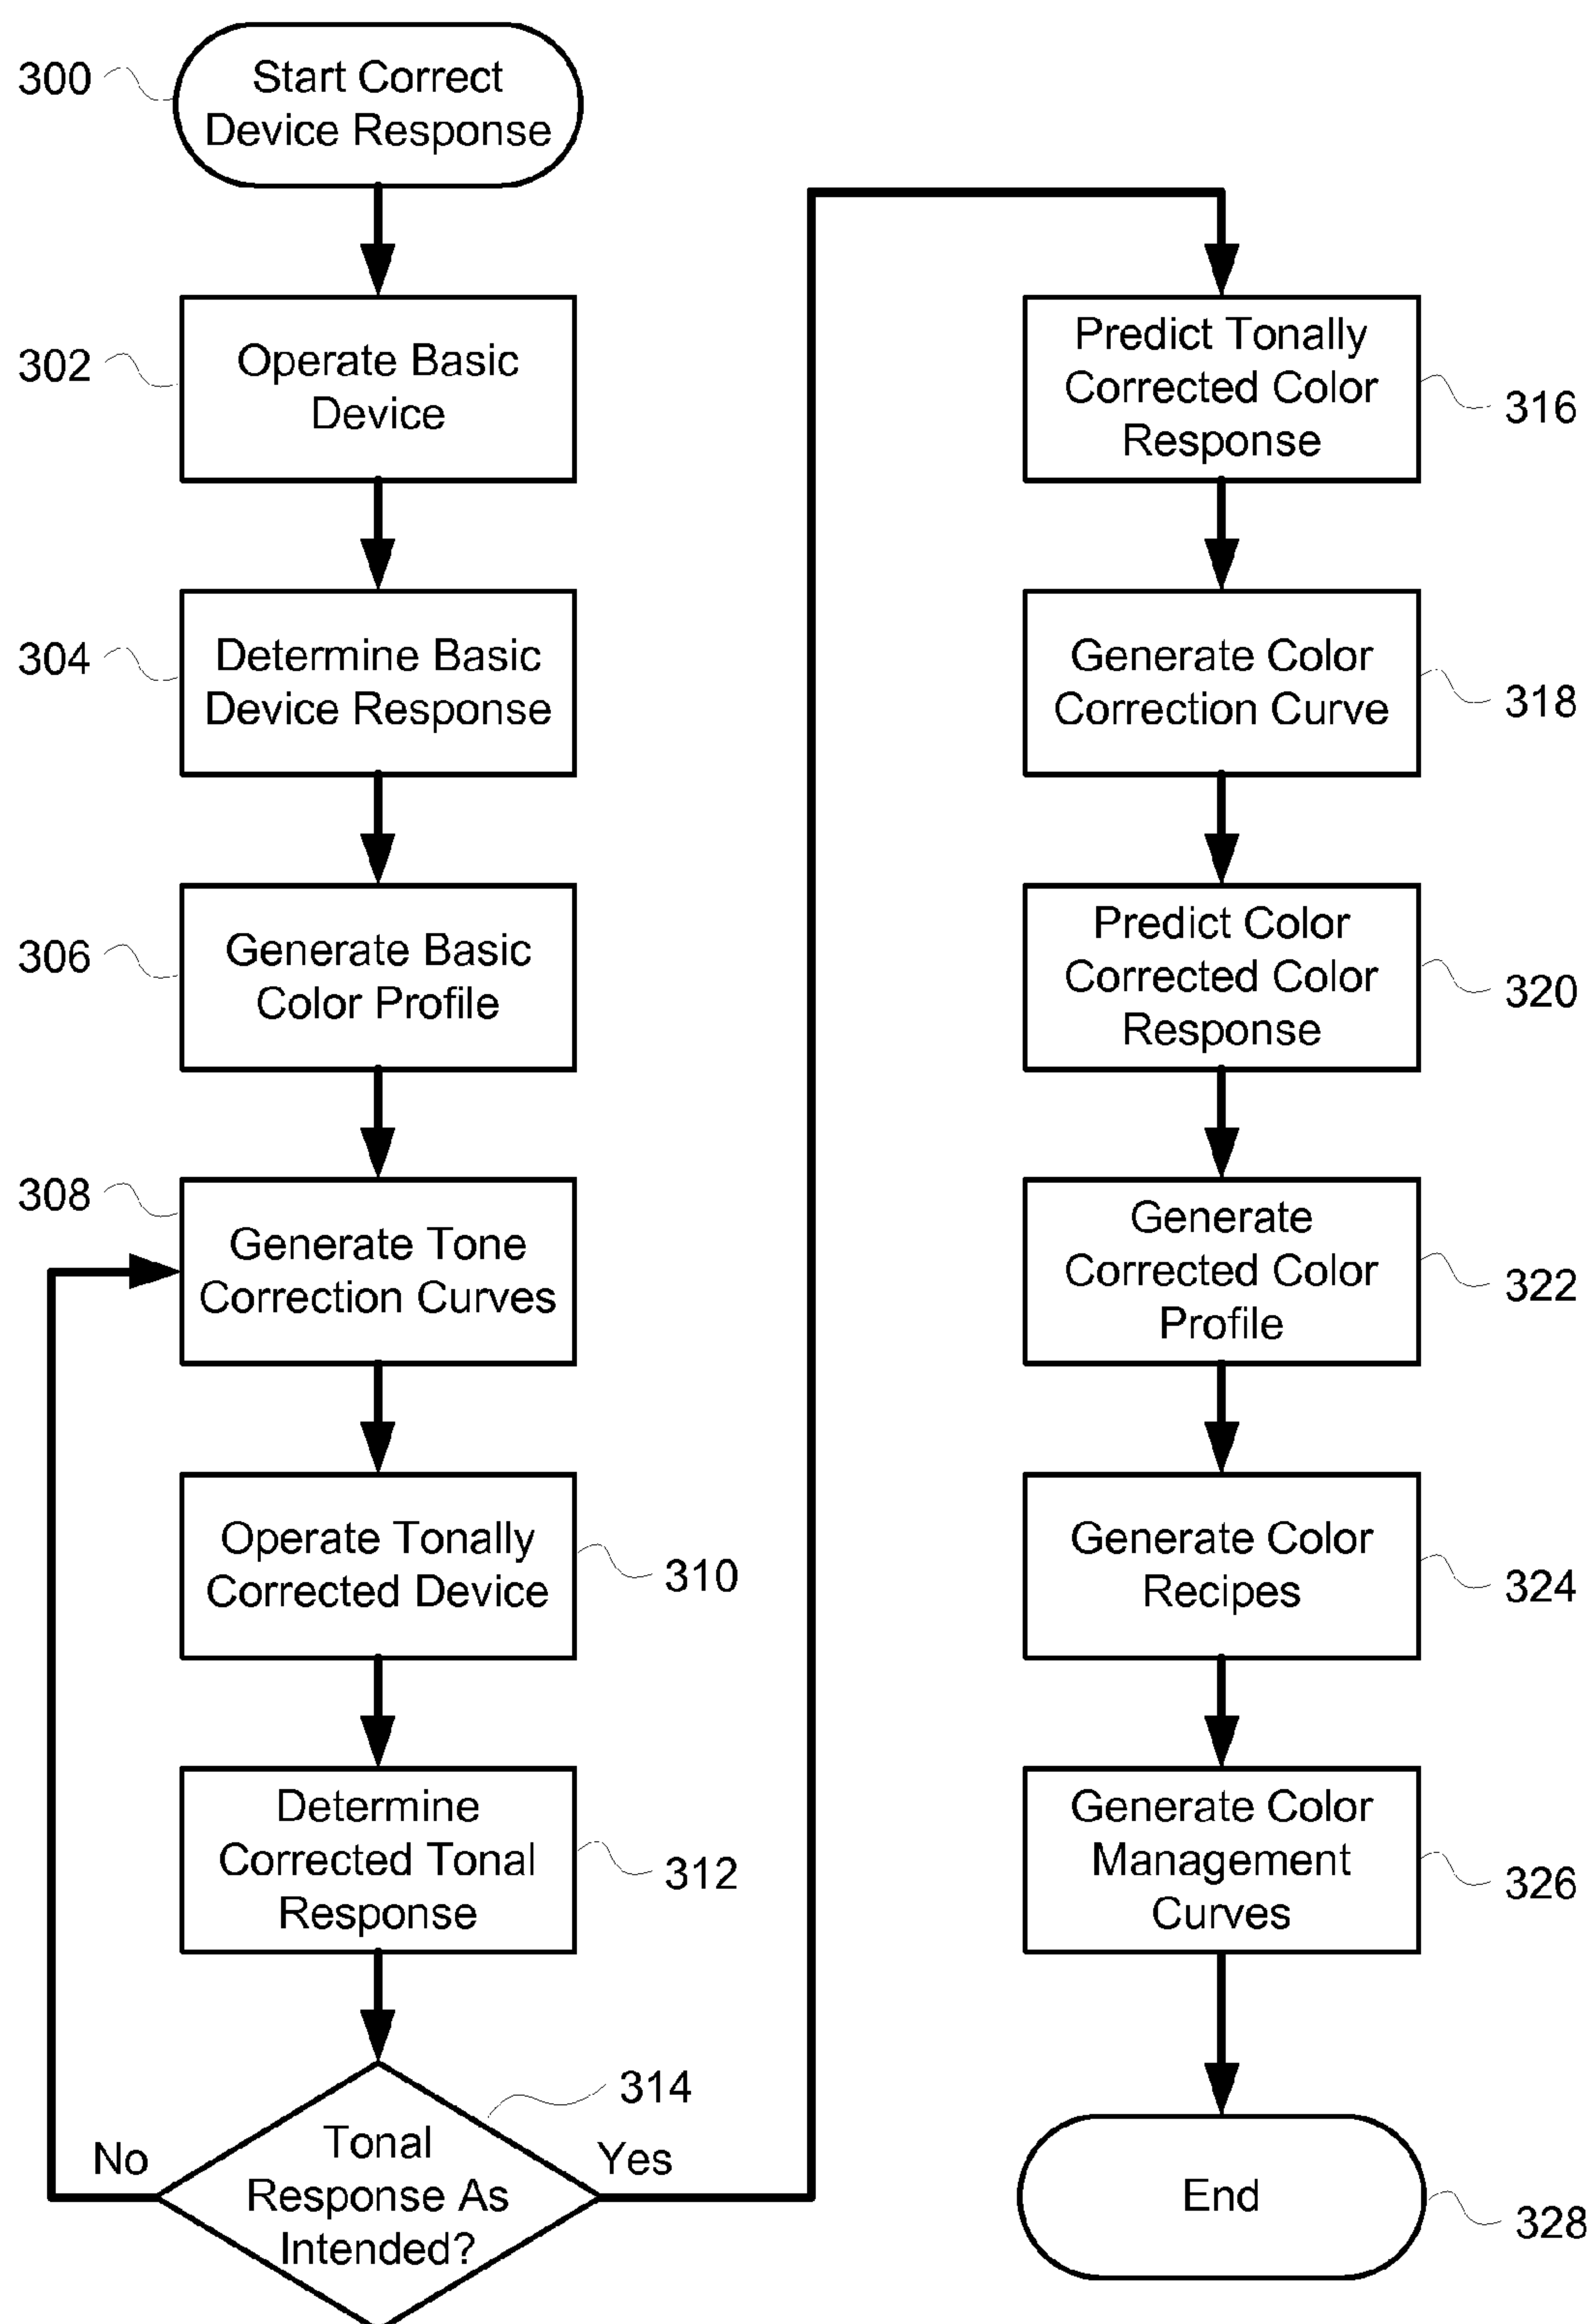 300
Start Correct
Device Response
302
Operate Basic
Device
304
Determine Basic
Device Response
306
Generate Basic
Color Profile
308
Generate Tone
Correction Curves
Operate Tonally
Corrected Device
310
Determine
Corrected Tonal
Response
312
314
Tonal
Response As
Intended?
No
Yes
Predict Tonally
Corrected Color
Response
316
Generate Color
Correction Curve
318
Predict Color
Corrected Color
Response
320
Generate
Corrected Color
Profile
322
Generate Color
Recipes
324
Generate Color
Management
Curves
326
End
328